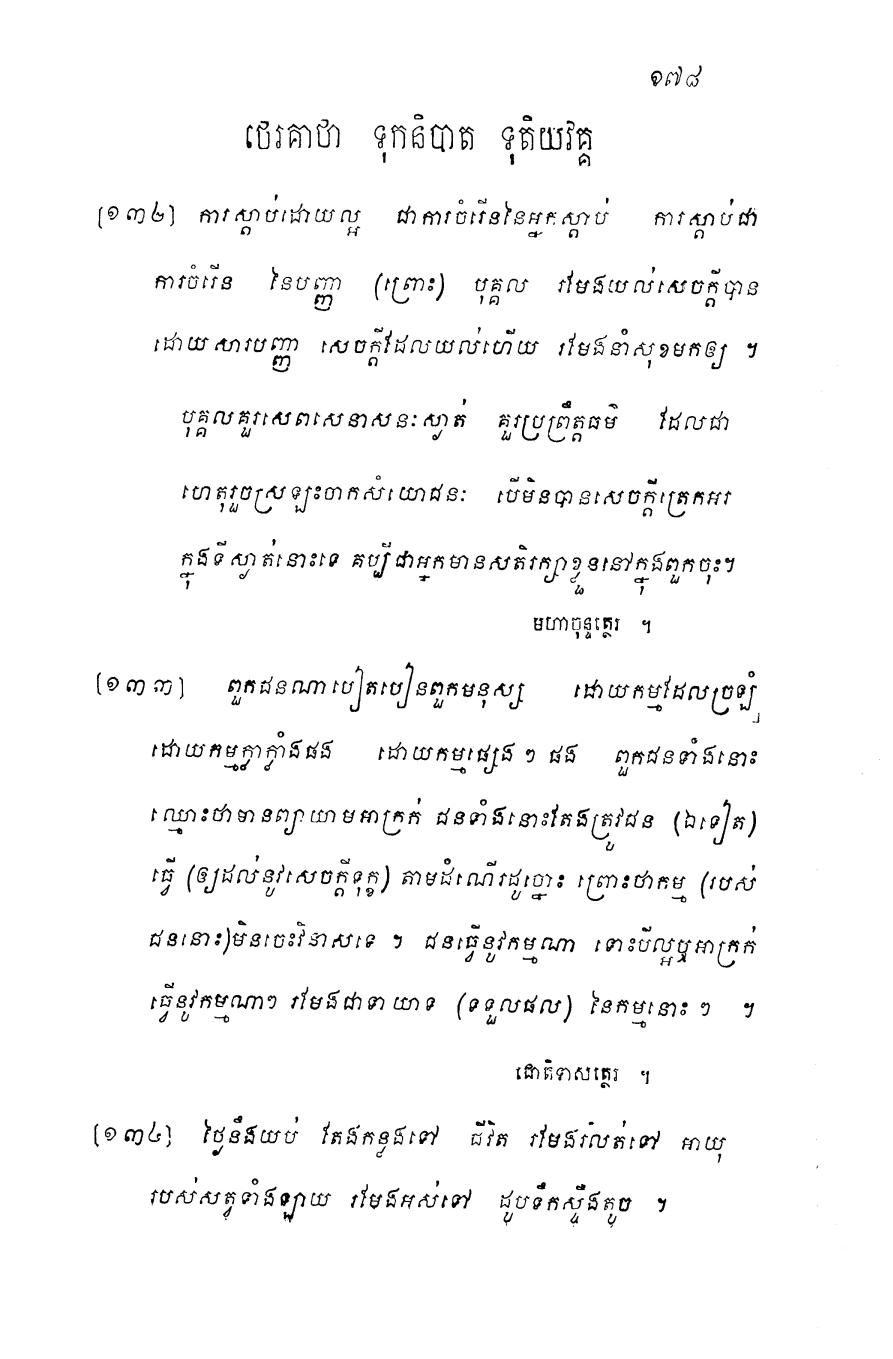 ១៧៨
ថេរគាថា ទុកនិបាត ទុតិយវគ្គ
[១៣២] ការស្តាប់ដោយល្អ ជាការចំរើននៃអ្នកស្តាប់ ការស្តាប់ជា
ការចំរើន នៃបញ្ញា (ព្រោះ) បុគ្គល រមែងយល់សេចក្តីបាន
ដោយសារបញ្ញា សេចក្តីដែលយល់ហើយ រមែងនាំសុខមកឲ្យ ។
បុគ្គលគួរសេពសេនាសនៈស្ងាត់ គួរប្រព្រឹត្តធម៌ ដែលជា
ហេតុរួចស្រឡះចាកសំយោជនៈ បើមិនបានសេចក្តីត្រេកអរ
ក្នុងទីស្ងាត់នោះទេ គប្បីជាអ្នកមានសតិរក្សាខ្លួននៅក្នុងពួកចុះ។
មហាចុន្ទត្ថេរ ។
[១៣៣] ពួកជនណាបៀតបៀនពួកមនុស្ស ដោយកម្មដែលច្រឡំ
ដោយកម្មក្លាក្លាំងផង ដោយកម្មផ្សេង ៗ ផង ពួកជនទាំងនោះ
ឈ្មោះថាមានព្យាយាមអាក្រក់ ជនទាំងនោះតែងត្រូវជន (ឯទៀត)
ធ្វើ (ឲ្យដល់នូវសេចក្តីទុក្ខ) តាមដំណើរដូច្នោះ ព្រោះថាកម្ម (របស់
ជននោះ)មិនចេះវិនាសទេ ។ ជនធ្វើនូវកម្មណា ទោះបីល្អឬអាក្រក់
ធ្វើនូវកម្មណាៗ រមែងជាទាយាទ (ទទួលផល) នៃកម្មនោះ ៗ ។
ជោតិទាសត្ថេរ ។
[១៣៤] ថ្ងៃនឹងយប់ តែងកន្លងទៅ ជីវិត រមែងរលត់ទៅ អាយុ
របស់សត្វទាំងឡាយ រមែងអស់ទៅ ដូបទឹកស្ទឹងតូច ។